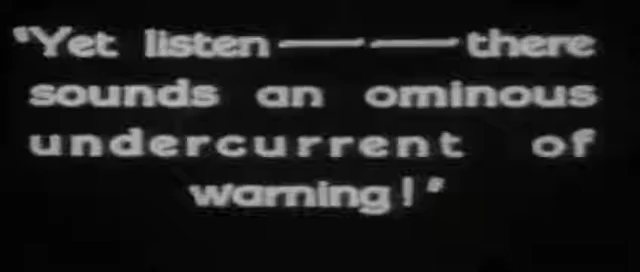 "Yet listen — — there
sounds an ominous
undercurrent of
warning!"